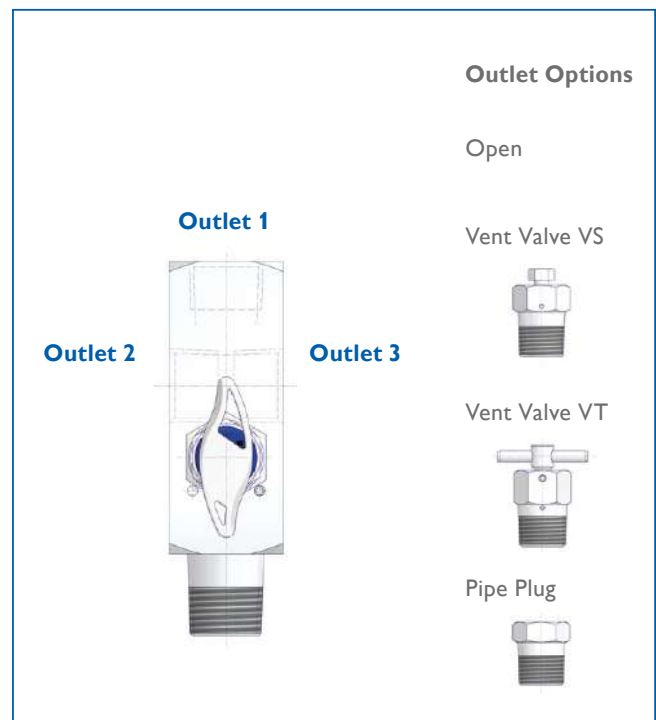 Outlet Options
Open
Outlet 1
Vent Valve VS
Outlet 2
Outlet 3
Vent Valve VT
Pipe Plug